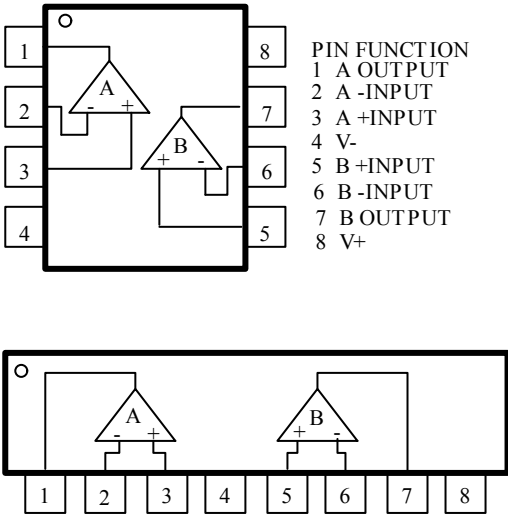 1
2
3
4
8
7
6
5
A
- +
B
+ -
PIN FUNCTION
1 A OUTPUT
2 A -INPUT
3 A +INPUT
4 V-
5 B +INPUT
6 B -INPUT
7 B OUTPUT
8 V+
A
- +
B
+ -
1 2 3 4 5 6 7 8